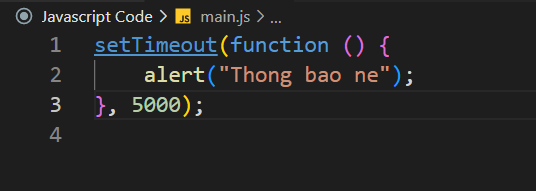 Javascript Code > JS main.js > ...
1 setTimeout(function () {
2     alert("Thong bao ne");
3 }, 5000);
4